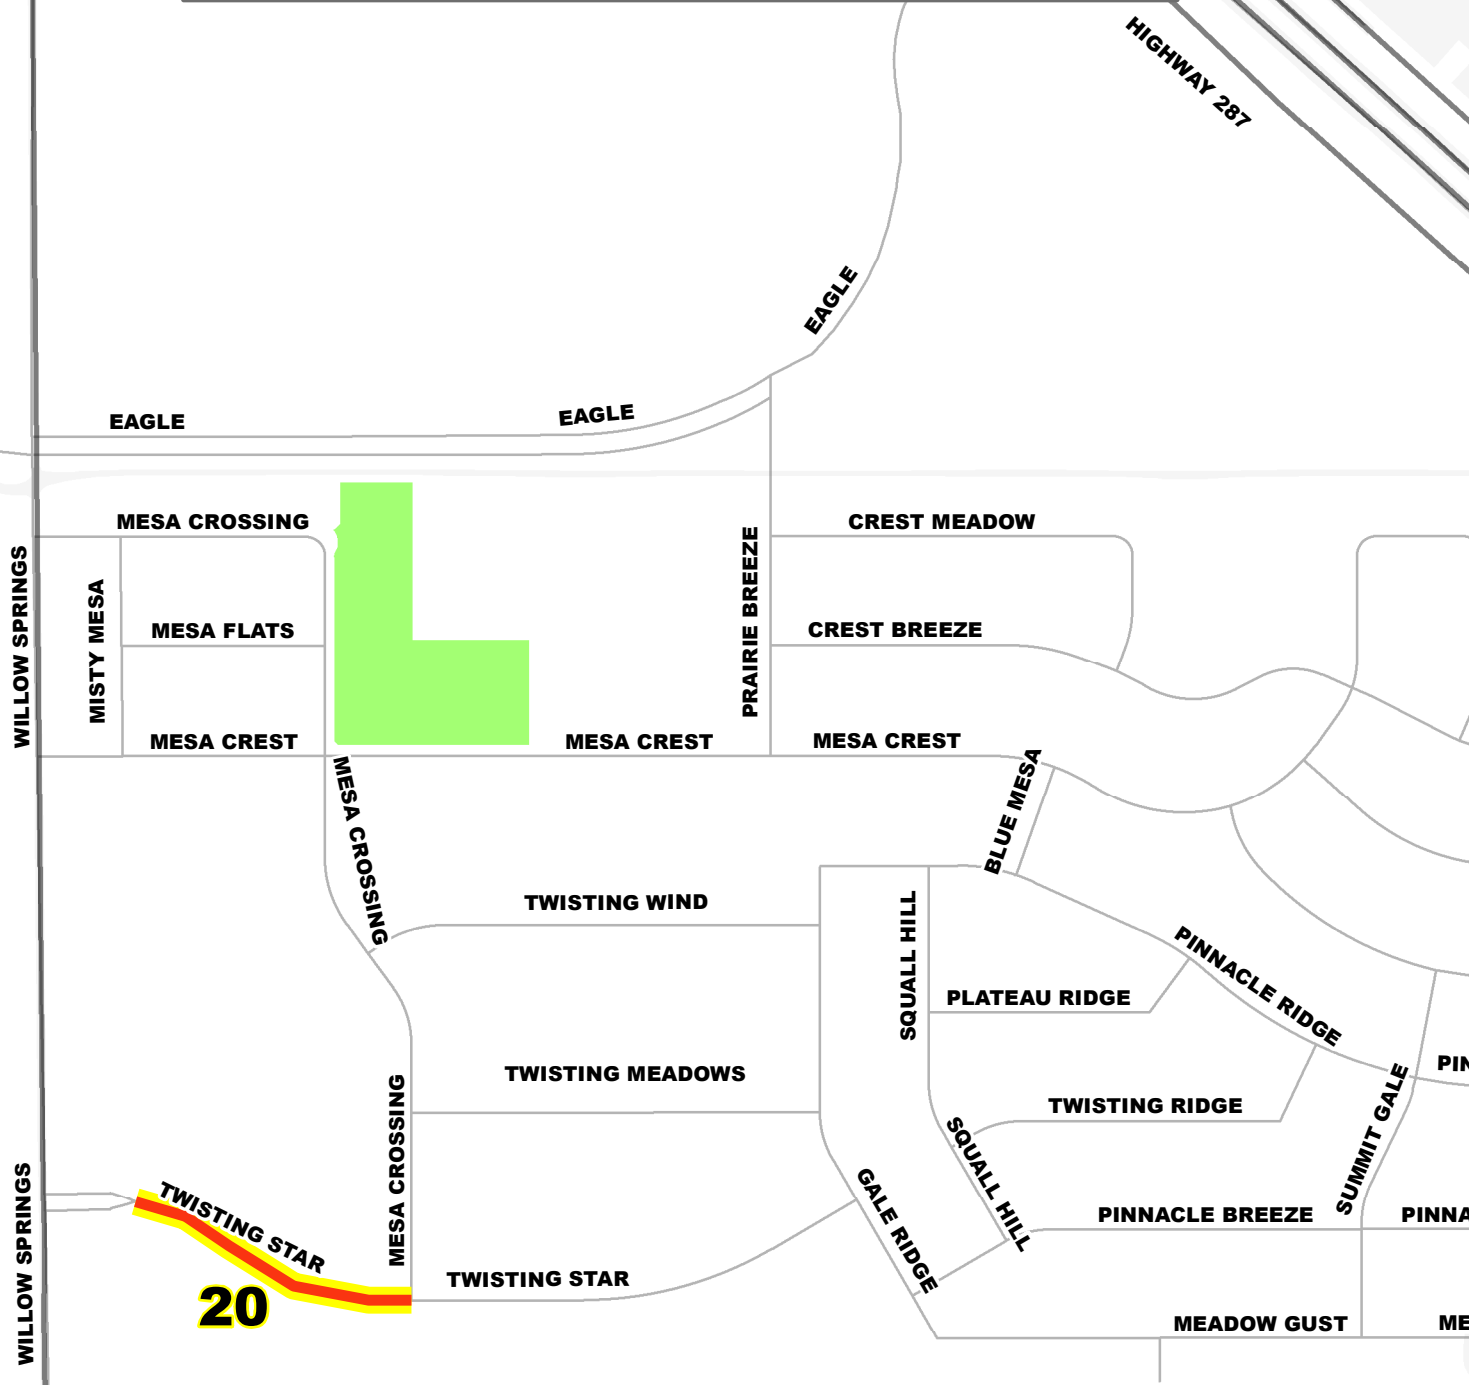 HIGHWAY 287
EAGLE
EAGLE
EAGLE
MESA CROSSING
CREST MEADOW
WILLOW SPRINGS
MISTY MESA
MESA FLATS
PRAIRIE BREEZE
CREST BREEZE
MESA CREST
MESA CREST
MESA CREST
MESA CROSSING
BLUE MESA
TWISTING WIND
SQUALL HILL
PINNACLE RIDGE
PLATEAU RIDGE
TWISTING MEADOWS
PIN
MESA CROSSING
TWISTING RIDGE
SUMMIT GALE
SQUALL HILL
WILLOW SPRINGS
TWISTING STAR
GALE RIDGE
PINNACLE BREEZE
PINNA
TWISTING STAR
20
MEADOW GUST
ME